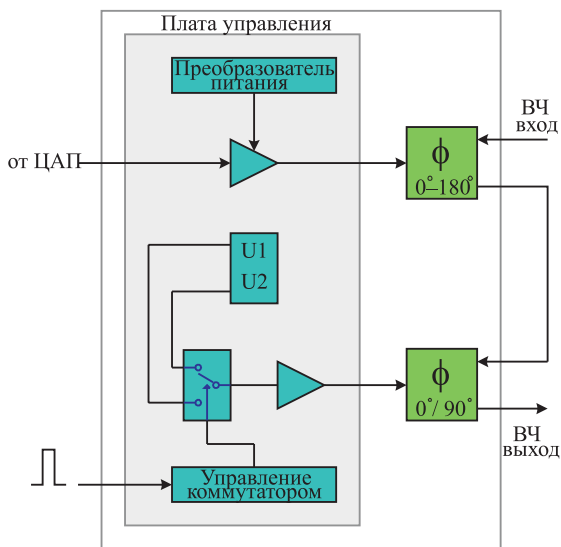 Плата управления
Преобразователь
питания
ВЧ
вход
от ЦАП
ϕ
0°–180°
U1
U2
ϕ
0°/ 90°
ВЧ
выход
Управление
коммутатором